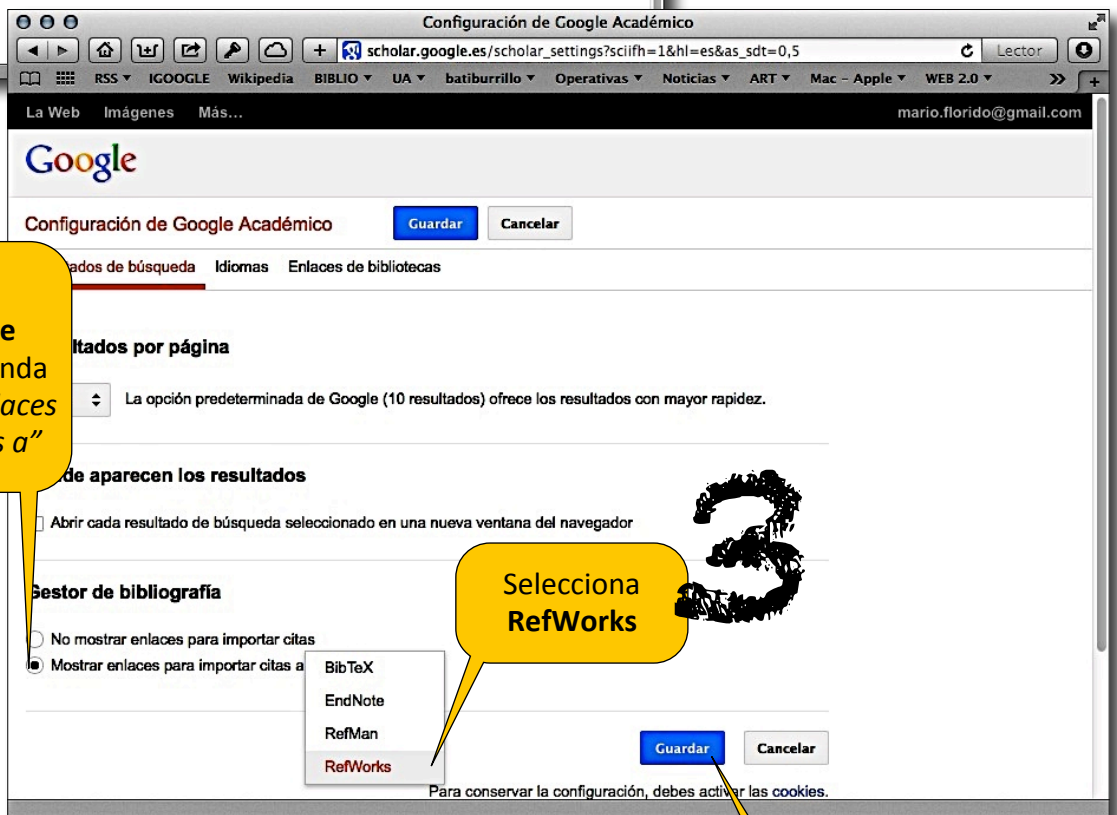 Configuración de Google Académico
scholar.google.es/scholar_settings?sciifh=1&hl=es&as_sdt=0,5
Lector
RSS IGOOGLE Wikipedia BIBLIO UA batiburrillo Operativas Noticias ART Mac – Apple WEB 2.0 »
La Web Imágenes Más... mario.florido@gmail.com
Google
Configuración de Google Académico Guardar Cancelar
ados de búsqueda Idiomas Enlaces de bibliotecas
e
nda
aces
s a”
ltados por página
La opción predeterminada de Google (10 resultados) ofrece los resultados con mayor rapidez.
de aparecen los resultados
Abrir cada resultado de búsqueda seleccionado en una nueva ventana del navegador
3
Selecciona
RefWorks
Gestor de bibliografía
No mostrar enlaces para importar citas
Mostrar enlaces para importar citas a
BibTeX
EndNote
RefMan
RefWorks
Guardar Cancelar
Para conservar la configuración, debes activar las cookies.